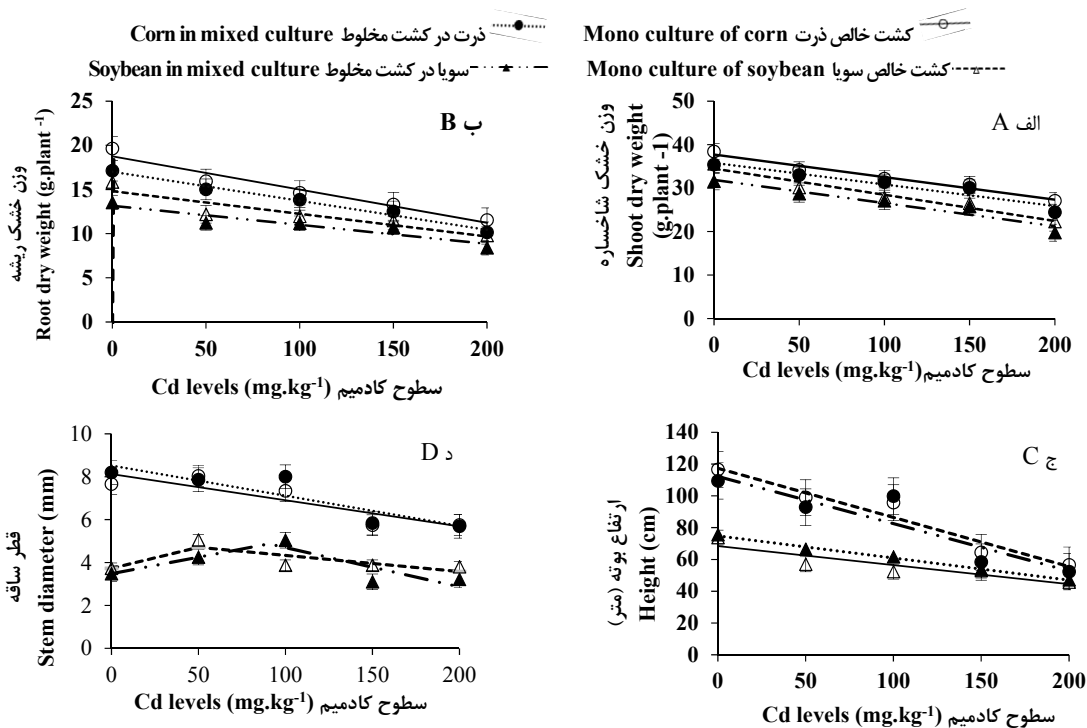 Corn in mixed culture ذرت در کشت مخلوط
Mono culture of corn کشت خالص ذرت
Soybean in mixed culture سویا در کشت مخلوط
Mono culture of soybean کشت خالص سویا
ب B
وزن خشک ریشه
Root dry weight (g.plant -1)
25
20
15
10
5
0
0 50 100 150 200
Cd levels (mg.kg-1) سطوح کادمیم
الف A
وزن خشک شاخساره
Shoot dry weight
(g.plant -1)
50
40
30
20
10
0
0 50 100 150 200
Cd levels (mg.kg-1) سطوح کادمیم
د D
قطر ساقه
Stem diameter (mm)
10
8
6
4
2
0
0 50 100 150 200
Cd levels (mg.kg-1) سطوح کادمیم
ج C
ارتفاع بوته (متر)
Height (cm)
140
120
100
80
60
40
20
0
0 50 100 150 200
Cd levels (mg.kg-1) سطوح کادمیم